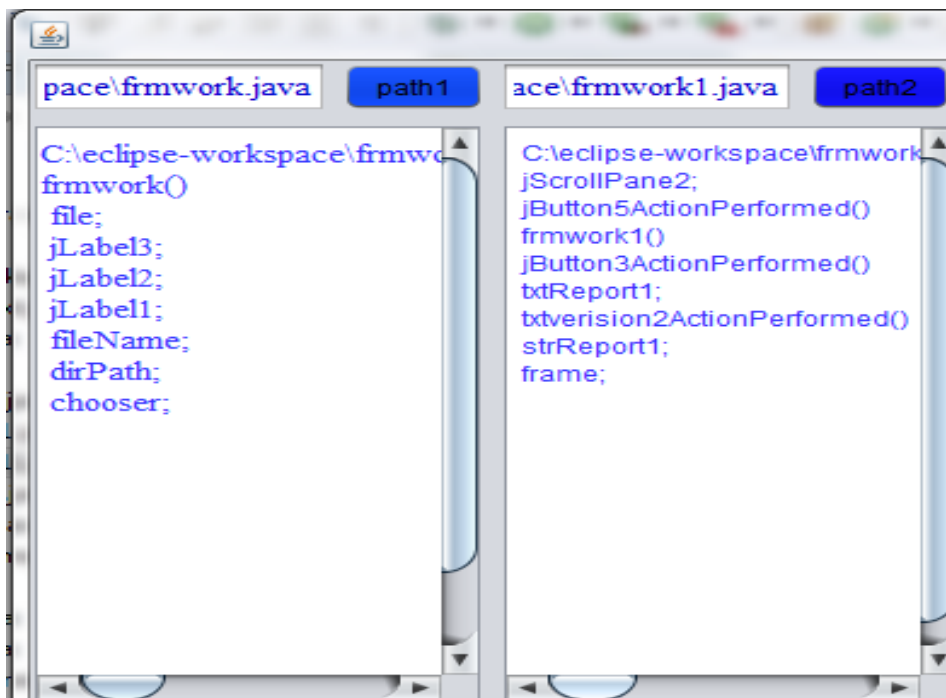 pace\frmwork.java
path1
ace\frmwork1.java
path2
C:\eclipse-workspace\frmwo
frmwork()
file;
jLabel3;
jLabel2;
jLabel1;
fileName;
dirPath;
chooser;
C:\eclipse-workspace\frmwork
jScrollPane2;
jButton5ActionPerformed()
frmwork1()
jButton3ActionPerformed()
txtReport1;
txtverision2ActionPerformed()
strReport1;
frame;